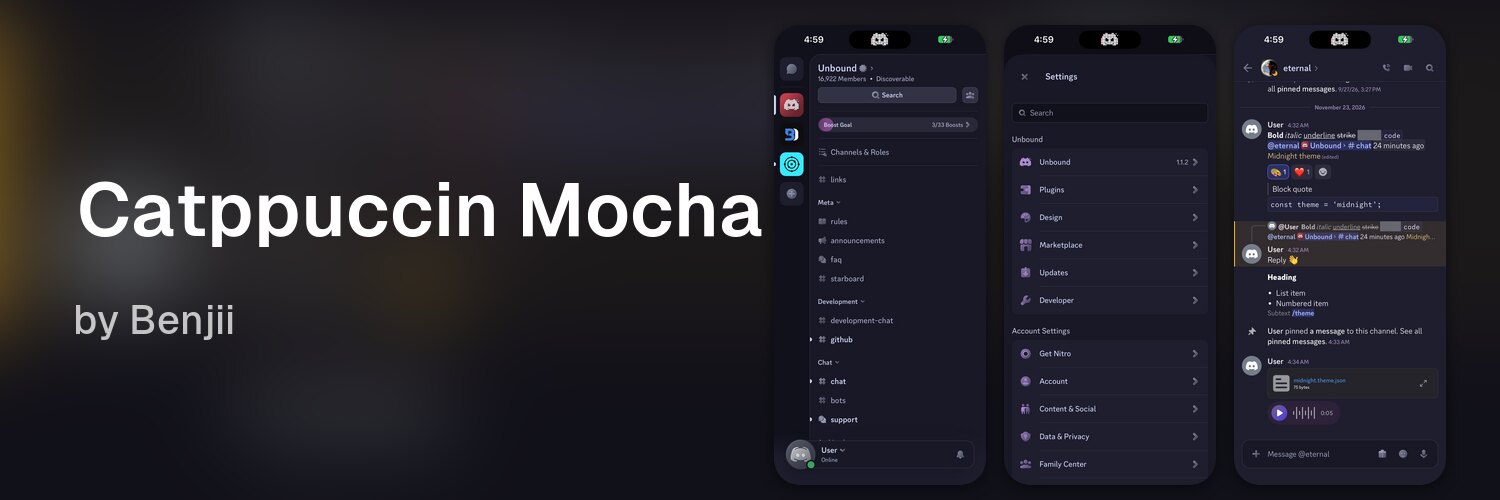 Catppuccin Mocha
by Benjii
4:59
Unbound
16,922 Members • Discoverable
Search
Boost Goal
3/33 Boosts
Channels & Roles
links
Meta
rules
announcements
faq
starboard
Development
development-chat
github
Chat
chat
bots
support
User
Online
4:59
Settings
Search
Unbound
Unbound
1.1.2
Plugins
Design
Marketplace
Updates
Developer
Account Settings
Get Nitro
Account
Content & Social
Data & Privacy
Family Center
4:59
eternal
all pinned messages. 9/27/26, 3:27 PM
November 23, 2026
User 4:32 AM
Bold italic underline strike code
@eternal Unbound › # chat 24 minutes ago
Midnight theme (edited)
1 1
Block quote
const theme = 'midnight';
@User Bold italic underline strike code
@eternal Unbound › # chat 24 minutes ago Midnigh...
User 4:32 AM
Reply 👋
Heading
• List item
• Numbered item
Subtext /theme
User pinned a message to this channel. See all
pinned messages. 4:33 AM
User 4:34 AM
midnight.theme.json
0:05
Message @eternal